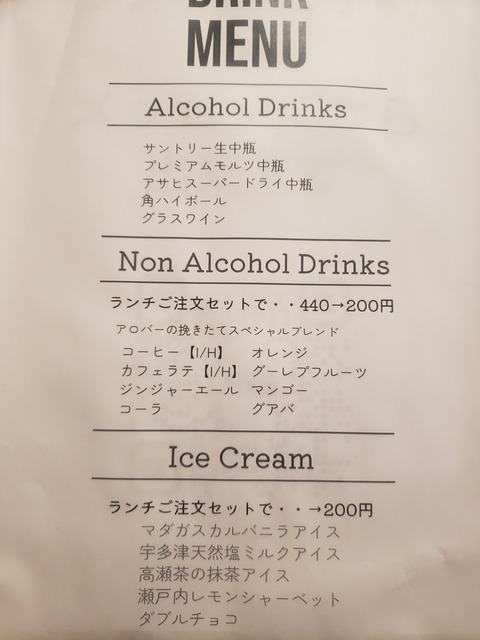 DRINK
MENU
Alcohol Drinks
サントリー生中瓶
プレミアムモルツ中瓶
アサヒスーパードライ中瓶
角ハイボール
グラスワイン
Non Alcohol Drinks
ランチご注文セットで・・440→200円
アロバーの挽きたてスペシャルブレンド
コーヒー【I/H】 オレンジ
カフェラテ【I/H】 グーレプフルーツ
ジンジャーエール マンゴー
コーラ グアバ
Ice Cream
ランチご注文セットで・・→200円
マダガスカルバニラアイス
宇多津天然塩ミルクアイス
高瀬茶の抹茶アイス
瀬戸内レモンシャーベット
ダブルチョコ